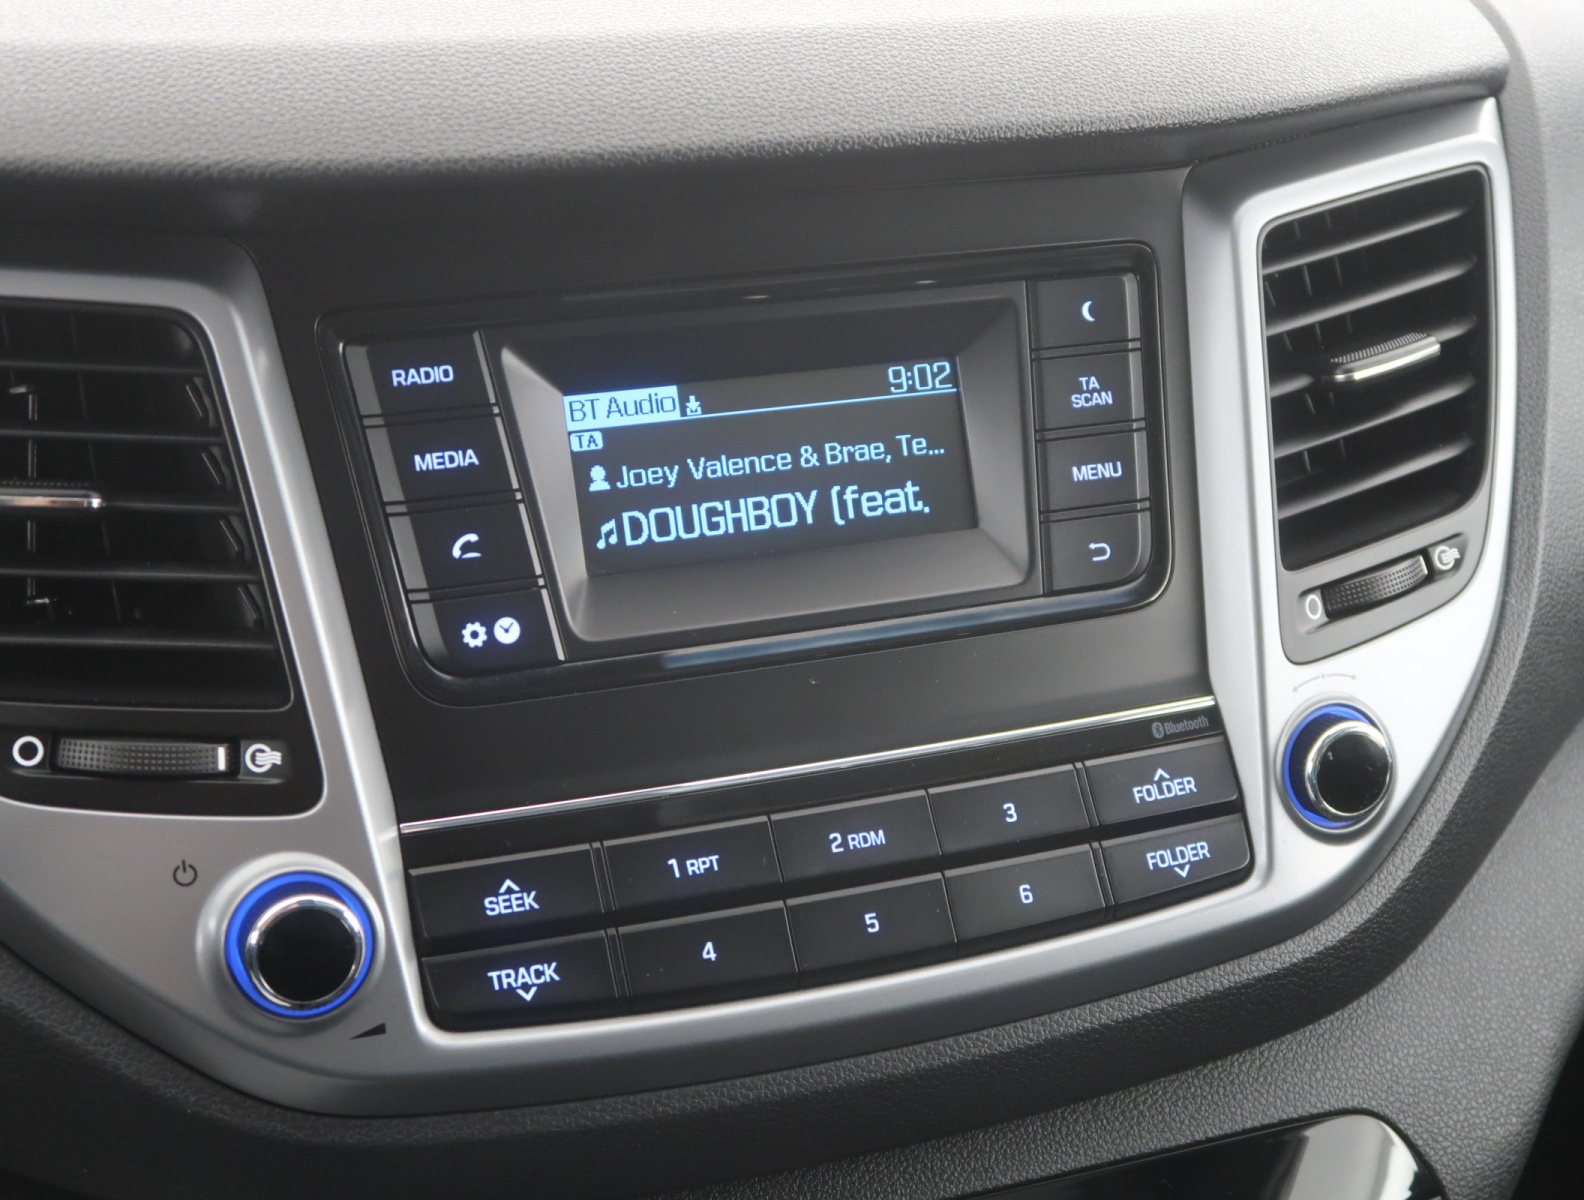 RADIO
MEDIA
9:02
BT Audio
TA
Joey Valence & Brae, Te...
DOUGHBOY (feat.
TA
SCAN
MENU
Bluetooth
SEEK
1 RPT
2 RDM
3
FOLDER
TRACK
4
5
6
FOLDER